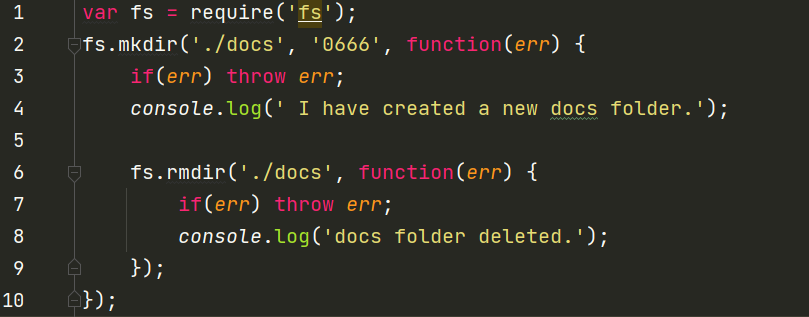 1 var fs = require('fs');
2 fs.mkdir('./docs', '0666', function(err) {
3 if(err) throw err;
4 console.log(' I have created a new docs folder.');
5
6 fs.rmdir('./docs', function(err) {
7 if(err) throw err;
8 console.log('docs folder deleted.');
9 });
10 });